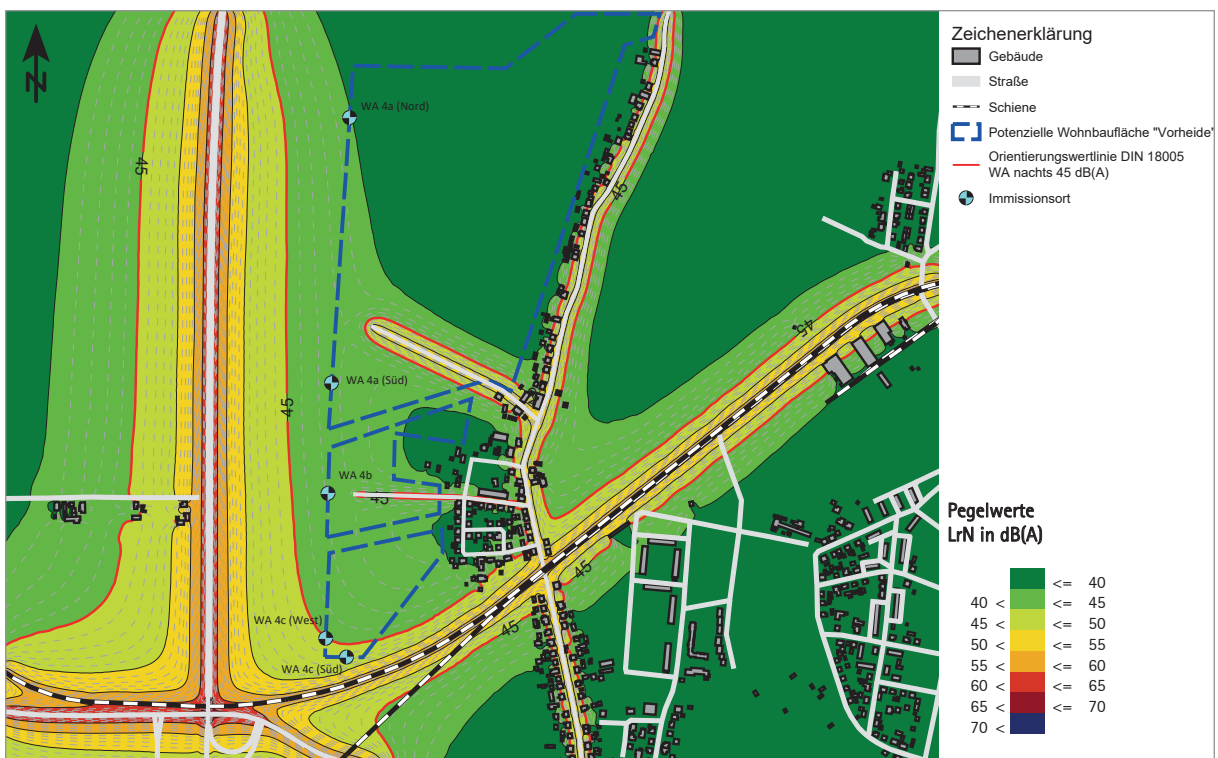 N
WA 4a (Nord)
45
45
45
WA 4a (Süd)
45
WA 4b
45
45
45
WA 4c (West)
WA 4c (Süd)
Zeichenerklärung
Gebäude
Straße
Schiene
Potenzielle Wohnbaufläche "Vorheide"
Orientierungswertlinie DIN 18005
WA nachts 45 dB(A)
Immissionsort
Pegelwerte
LrN in dB(A)
<= 40
40 < <= 45
45 < <= 50
50 < <= 55
55 < <= 60
60 < <= 65
65 < <= 70
70 <